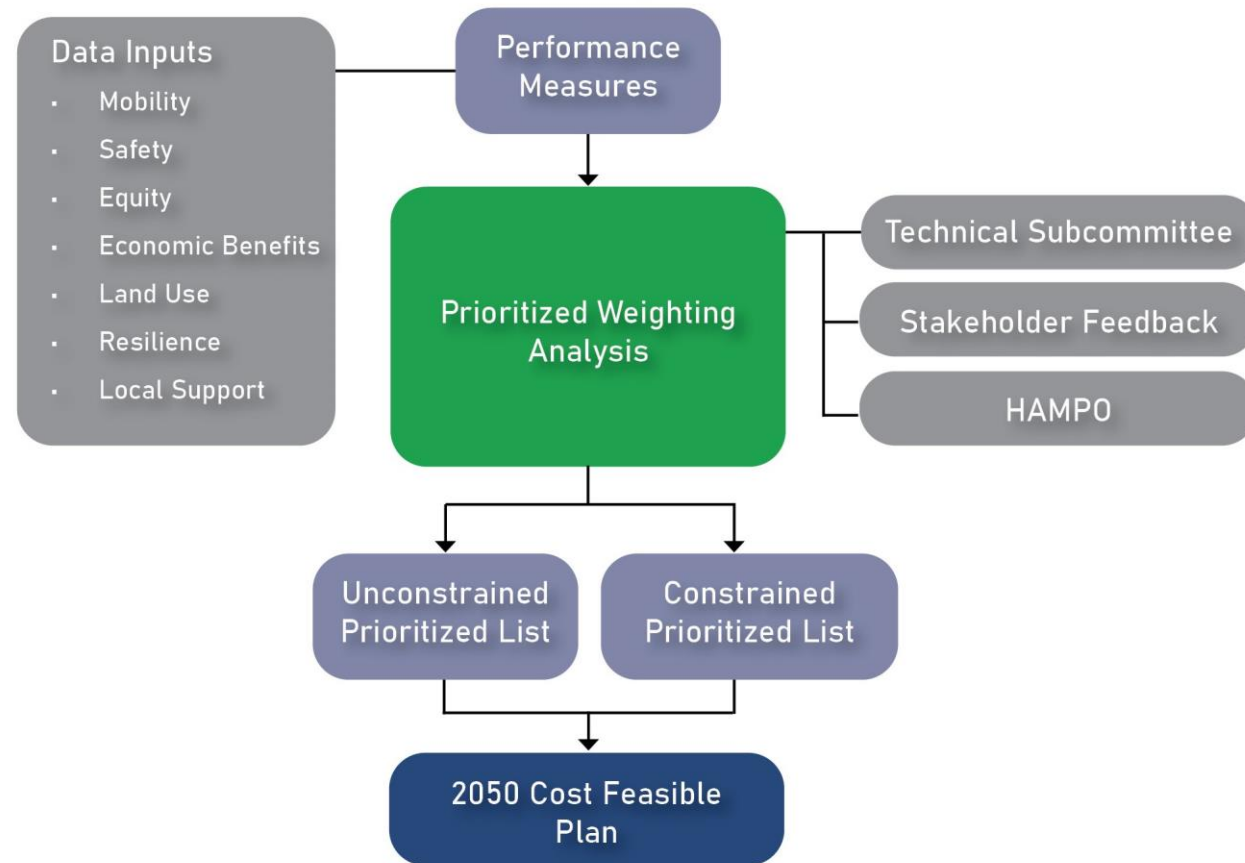 Data Inputs
· Mobility
· Safety
· Equity
· Economic Benefits
· Land Use
· Resilience
· Local Support
Performance
Measures
Prioritized Weighting
Analysis
Technical Subcommittee
Stakeholder Feedback
HAMPO
Unconstrained
Prioritized List
Constrained
Prioritized List
2050 Cost Feasible
Plan